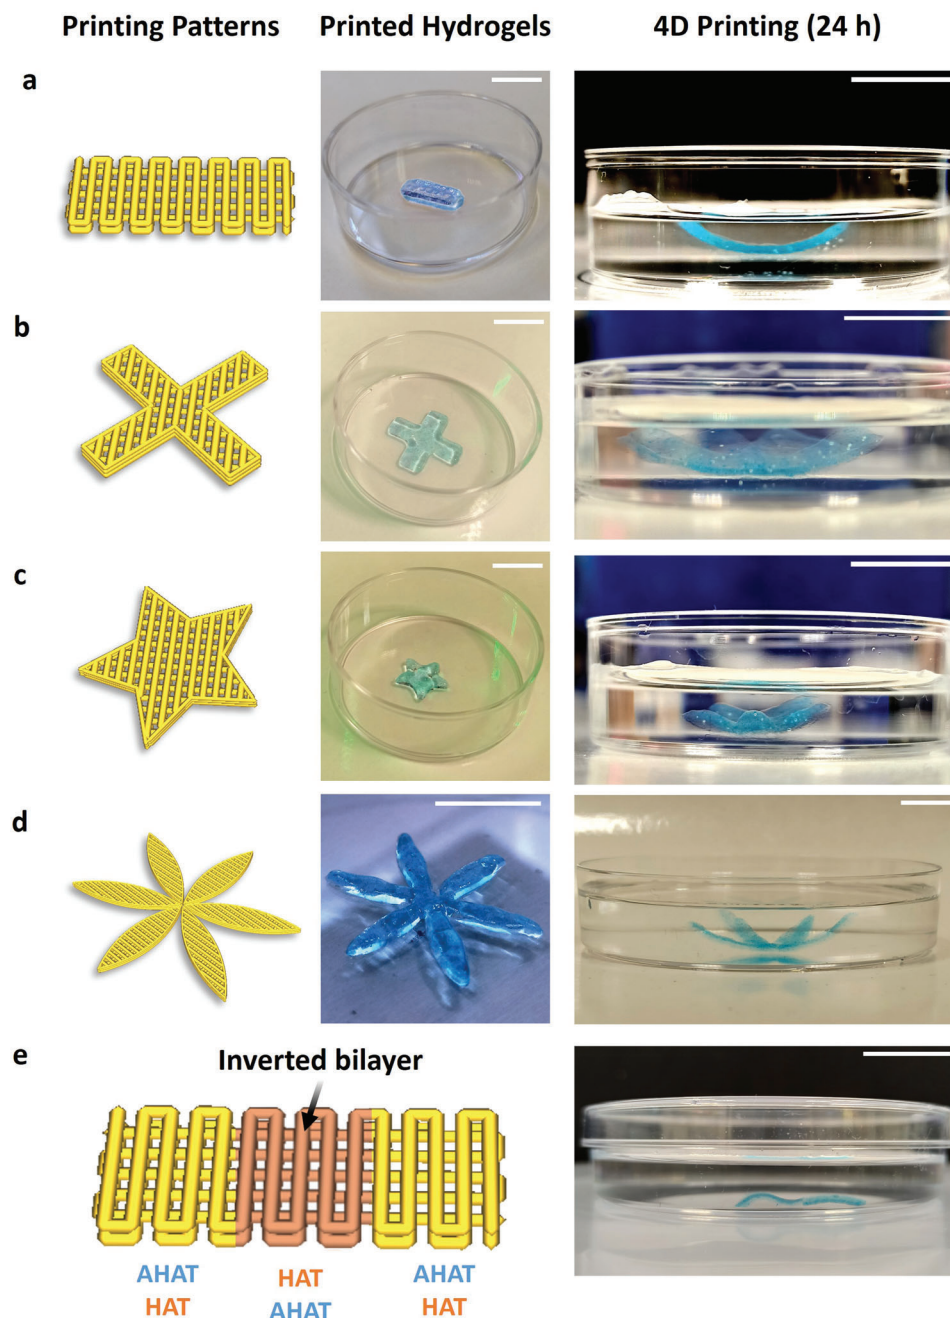 Printing Patterns Printed Hydrogels 4D Printing (24 h)
a
b
c
d
e
Inverted bilayer
AHAT HAT AHAT
HAT AHAT HAT